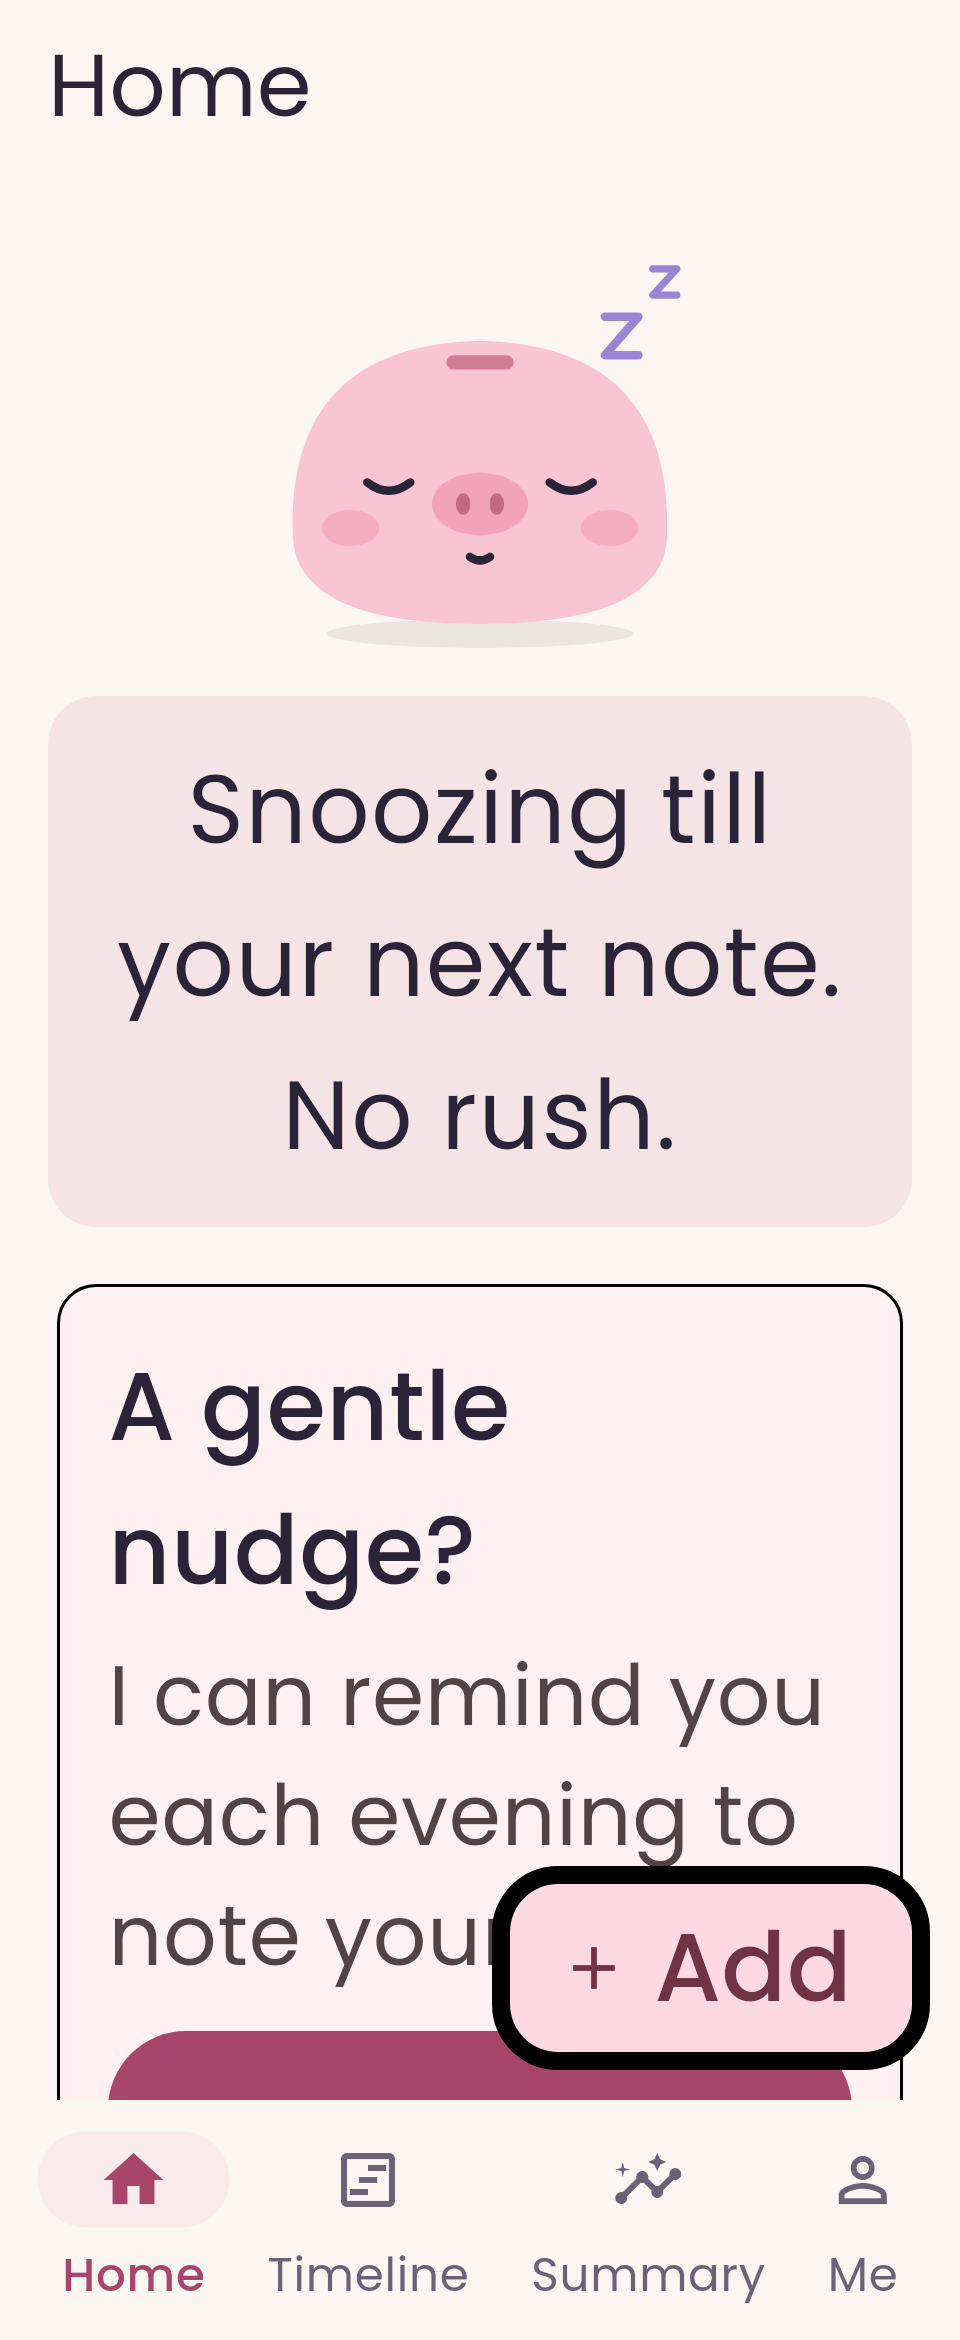 Home
z
Z
Snoozing till
your next note.
No rush.
A gentle
nudge?
I can remind you
each evening to
note your
+ Add
Home
Timeline
Summary
Me